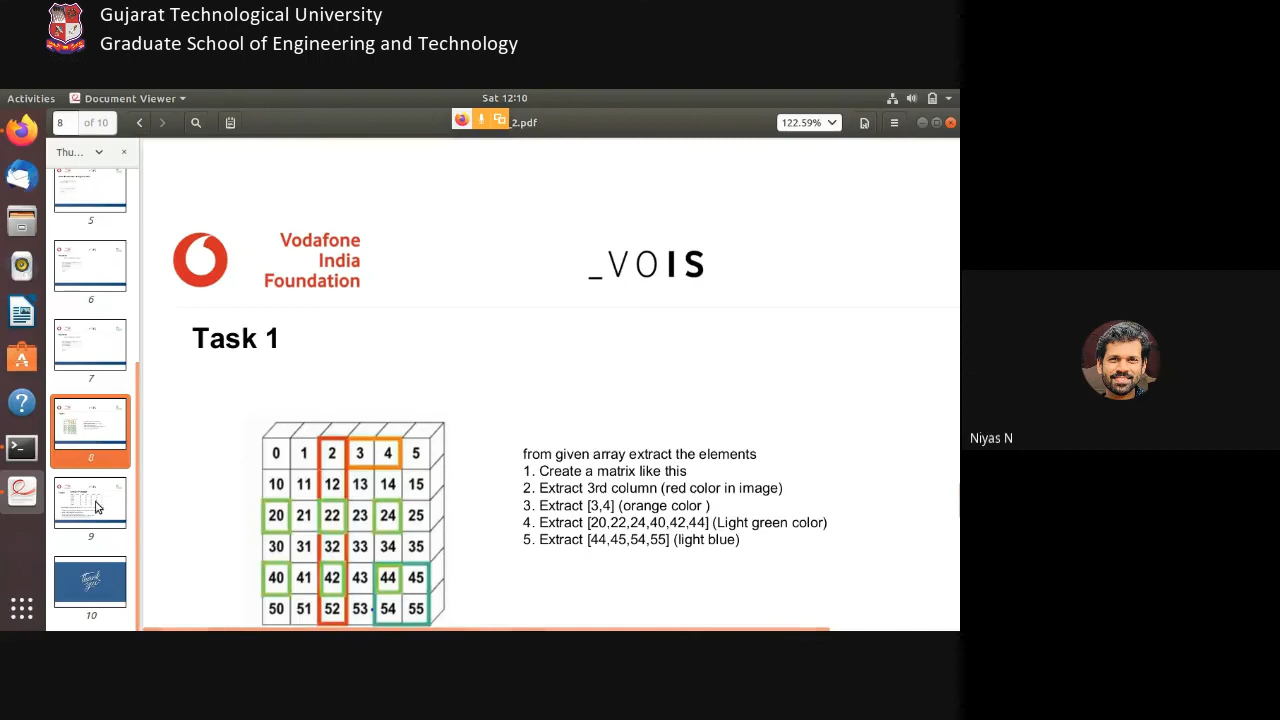 Gujarat Technological University
Graduate School of Engineering and Technology
Activities
Document Viewer
Sat 12:10
8 of 10
_2.pdf
122.59%
Thu...
5
6
7
8
9
Thank you
10
Vodafone
India
Foundation
_VOIS
Task 1
0 1 2 3 4 5
10 11 12 13 14 15
20 21 22 23 24 25
30 31 32 33 34 35
40 41 42 43 44 45
50 51 52 53 54 55
from given array extract the elements
1. Create a matrix like this
2. Extract 3rd column (red color in image)
3. Extract [3,4] (orange color )
4. Extract [20,22,24,40,42,44] (Light green color)
5. Extract [44,45,54,55] (light blue)
Niyas N